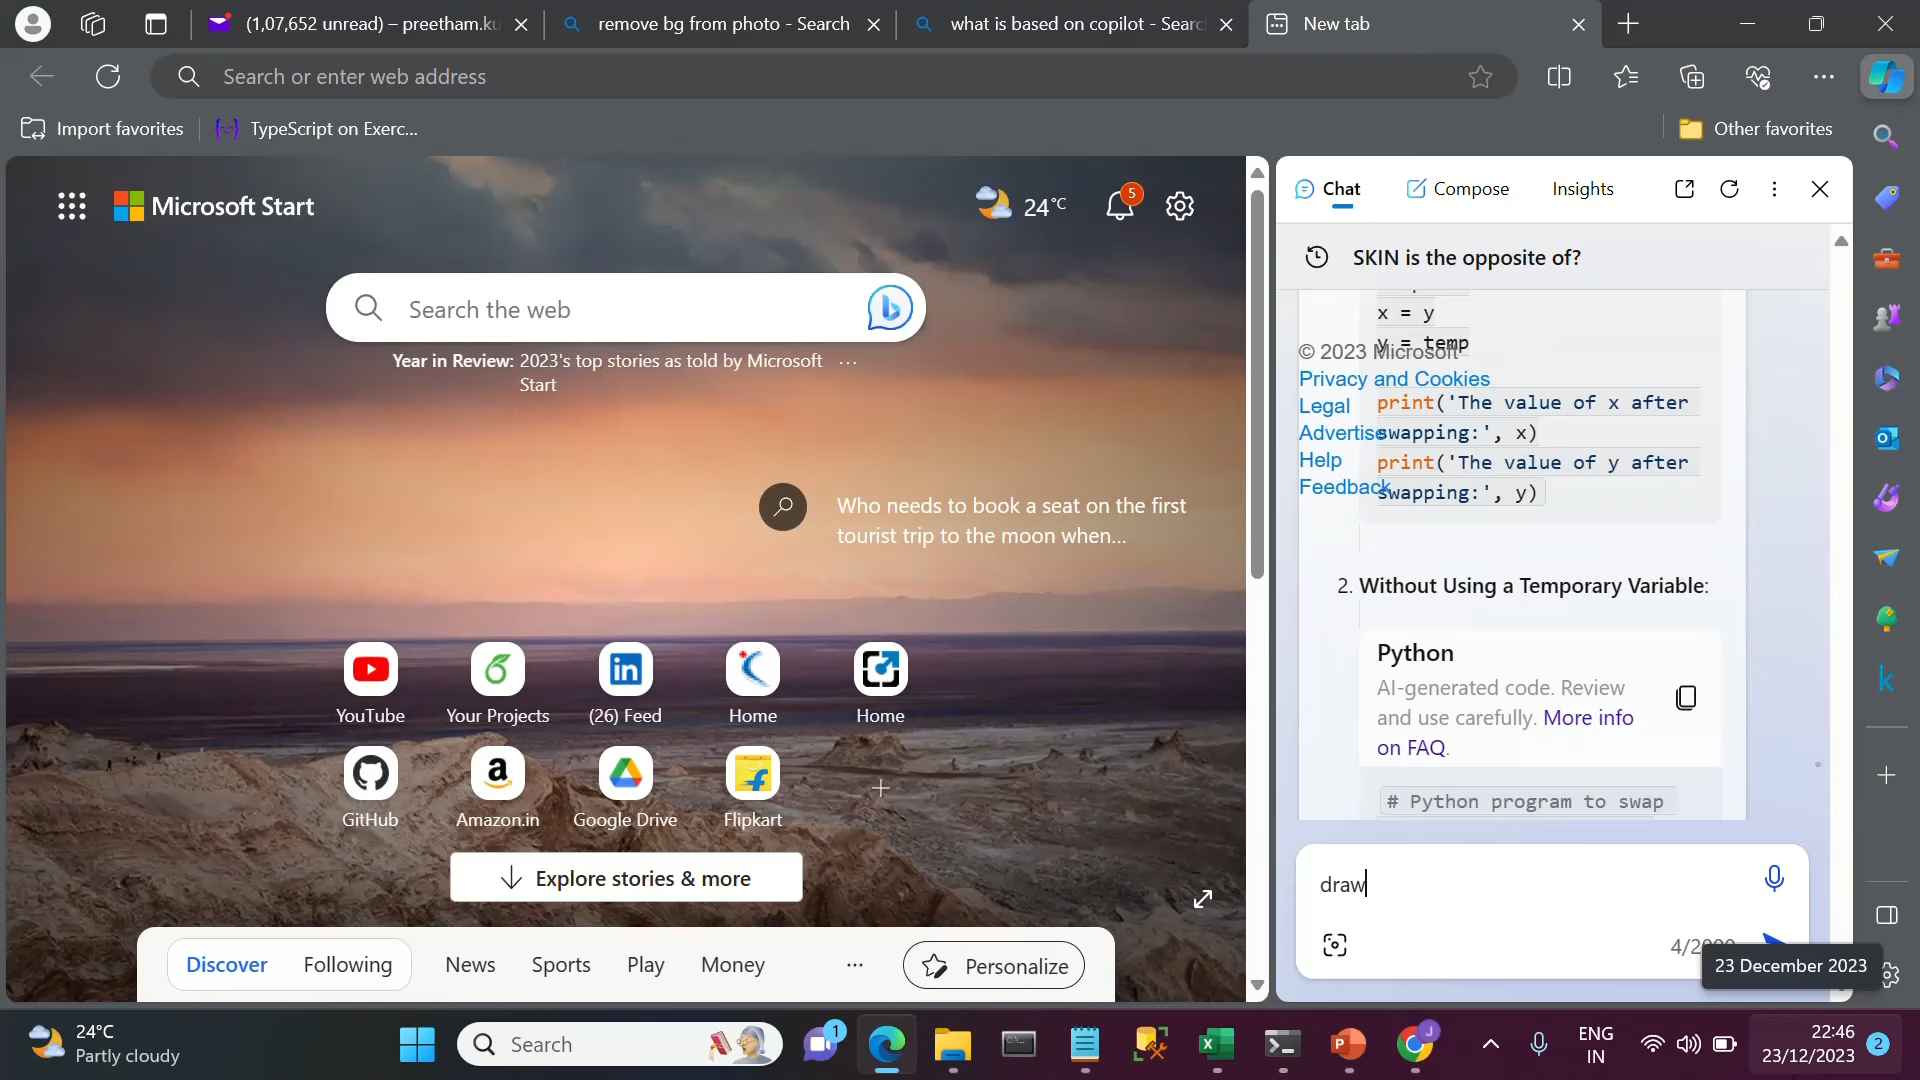 (1,07,652 unread) – preetham.ku
remove bg from photo - Search
what is based on copilot - Searc
New tab
Search or enter web address
Import favorites
TypeScript on Exerc...
Other favorites
Microsoft Start
24°C
5
Search the web
Year in Review: 2023's top stories as told by Microsoft
Start
Who needs to book a seat on the first
tourist trip to the moon when...
YouTube
Your Projects
(26) Feed
Home
Home
GitHub
Amazon.in
Google Drive
Flipkart
Explore stories & more
Discover
Following
News
Sports
Play
Money
Personalize
Chat
Compose
Insights
SKIN is the opposite of?
x = y
y = temp
© 2023 Microsoft
Privacy and Cookies
Legal
Advertise
Help
Feedback
print('The value of x after
swapping:', x)
print('The value of y after
swapping:', y)
2. Without Using a Temporary Variable:
Python
AI-generated code. Review
and use carefully. More info
on FAQ.
# Python program to swap
draw
4/2000
23 December 2023
24°C
Partly cloudy
Search
1
ENG
IN
22:46
23/12/2023
2